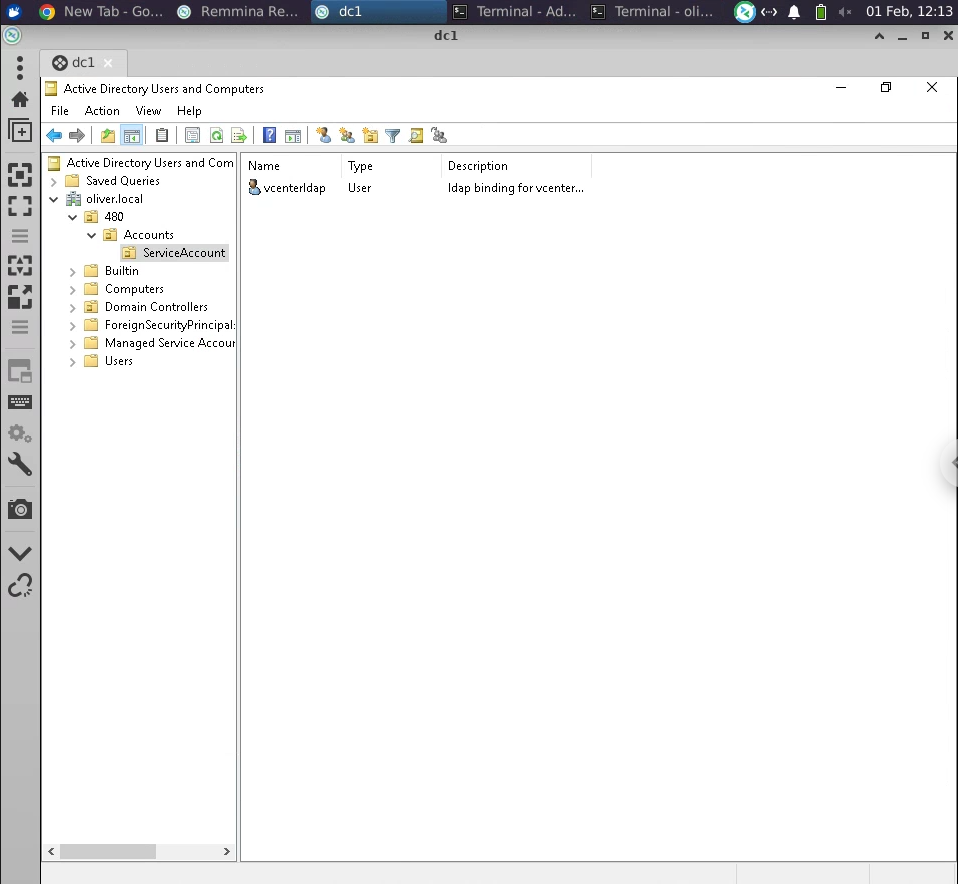 New Tab - Go... Remmina Re... dc1 Terminal - Ad... Terminal - oli... 01 Feb, 12:13
dc1
dc1
Active Directory Users and Computers
File Action View Help
Active Directory Users and Com
Saved Queries
oliver.local
480
Accounts
ServiceAccount
Builtin
Computers
Domain Controllers
ForeignSecurityPrincipal:
Managed Service Accour
Users
Name Type Description
vcenterldap User ldap binding for vcenter...